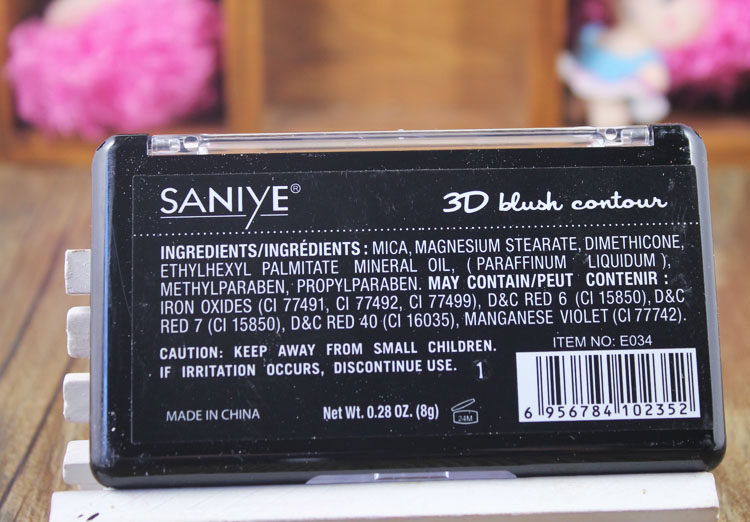 SANIYE®
3D blush contour
INGREDIENTS/INGRÉDIENTS : MICA, MAGNESIUM STEARATE, DIMETHICONE,
ETHYLHEXYL PALMITATE MINERAL OIL, ( PARAFFINUM LIQUIDUM ),
METHYLPARABEN, PROPYLPARABEN. MAY CONTAIN/PEUT CONTENIR :
IRON OXIDES (CI 77491, CI 77492, CI 77499), D&C RED 6 (CI 15850), D&C
RED 7 (CI 15850), D&C RED 40 (CI 16035), MANGANESE VIOLET (CI 77742).
ITEM NO: E034
CAUTION: KEEP AWAY FROM SMALL CHILDREN.
IF IRRITATION OCCURS, DISCONTINUE USE. 1
MADE IN CHINA
Net Wt. 0.28 OZ. (8g)
24M
6 956784 102352